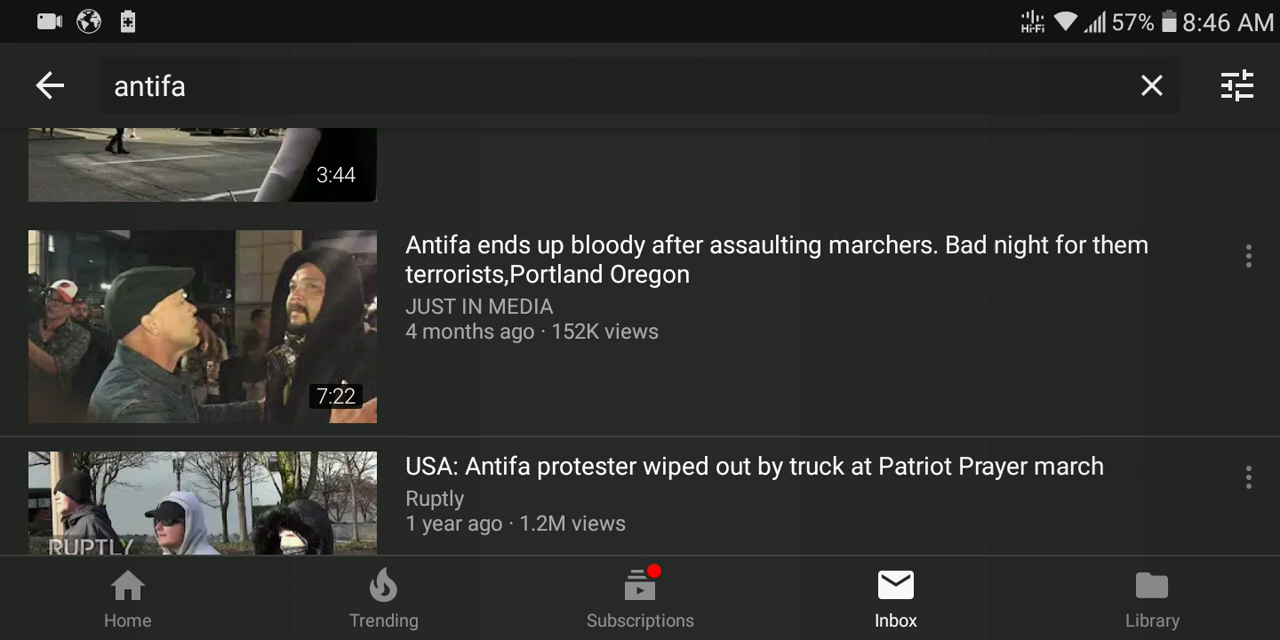 Hi-Fi 57% 8:46 AM
antifa
3:44
Antifa ends up bloody after assaulting marchers. Bad night for them
terrorists,Portland Oregon
JUST IN MEDIA
4 months ago · 152K views
7:22
USA: Antifa protester wiped out by truck at Patriot Prayer march
Ruptly
1 year ago · 1.2M views
RUPTLY
Home Trending Subscriptions Inbox Library